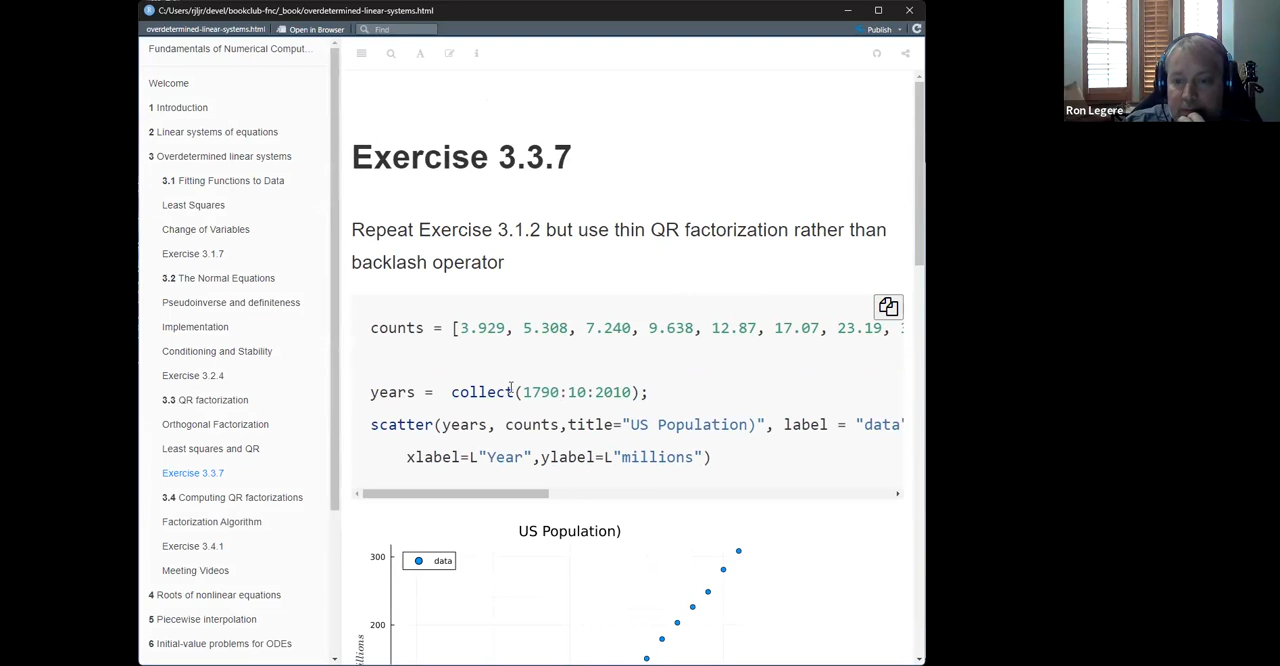 C:/Users/rjljr/devel/bookclub-fnc/_book/overdetermined-linear-systems.html
overdetermined-linear-systems.html
Open in Browser
Find
Publish
Fundamentals of Numerical Comput...
Welcome
1 Introduction
2 Linear systems of equations
3 Overdetermined linear systems
3.1 Fitting Functions to Data
Least Squares
Change of Variables
Exercise 3.1.7
3.2 The Normal Equations
Pseudoinverse and definiteness
Implementation
Conditioning and Stability
Exercise 3.2.4
3.3 QR factorization
Orthogonal Factorization
Least squares and QR
Exercise 3.3.7
3.4 Computing QR factorizations
Factorization Algorithm
Exercise 3.4.1
Meeting Videos
4 Roots of nonlinear equations
5 Piecewise interpolation
6 Initial-value problems for ODEs
Exercise 3.3.7
Repeat Exercise 3.1.2 but use thin QR factorization rather than
backlash operator
counts = [3.929, 5.308, 7.240, 9.638, 12.87, 17.07, 23.19,
years = collect(1790:10:2010);
scatter(years, counts,title="US Population)", label = "data"
xlabel=L"Year",ylabel=L"millions")
US Population)
data
300
200
Ron Legere